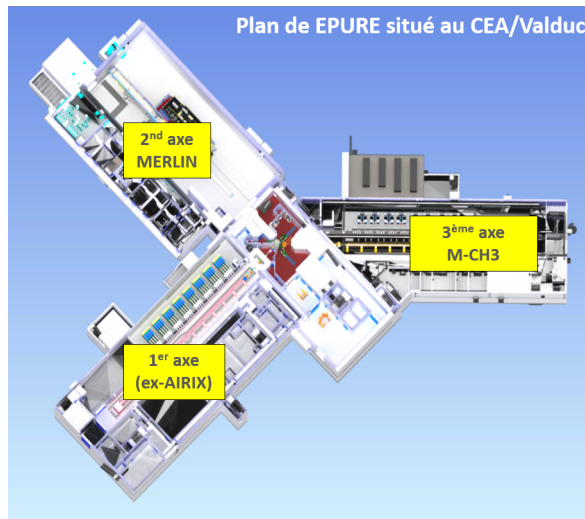 Plan de EPURE situé au CEA/Valduc
2nd axe
MERLIN
3ème axe
M-CH3
1er axe
(ex-AIRIX)